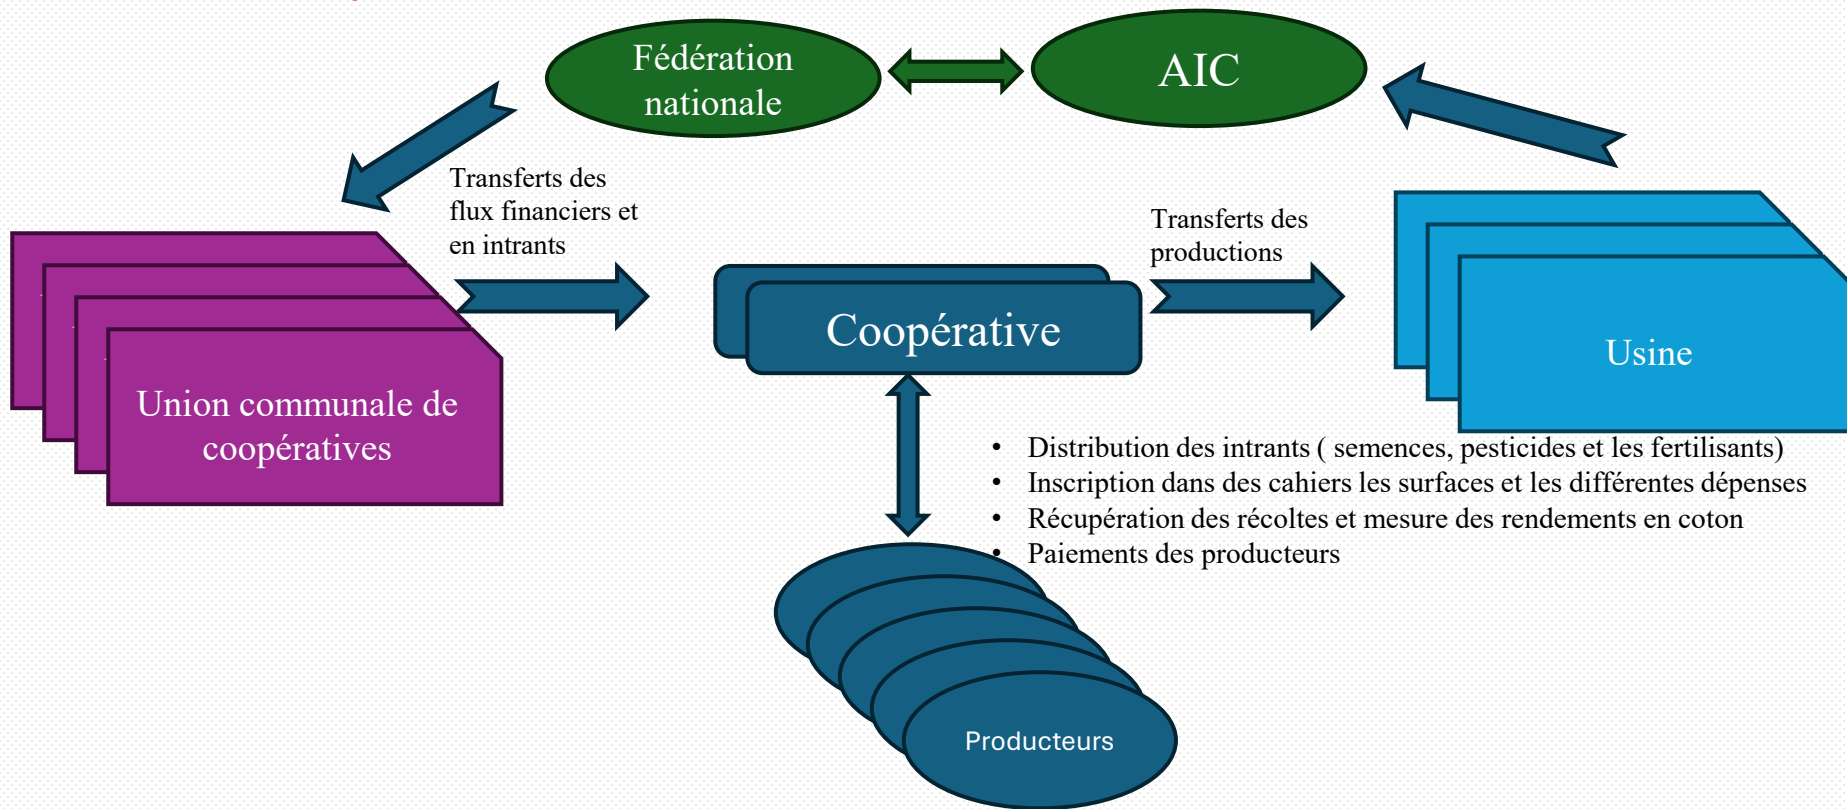 Fédération
nationale
AIC
Transferts des
flux financiers et
en intrants
Transferts des
productions
Union communale de
coopératives
Coopérative
Usine
• Distribution des intrants ( semences, pesticides et les fertilisants)
• Inscription dans des cahiers les surfaces et les différentes dépenses
• Récupération des récoltes et mesure des rendements en coton
• Paiements des producteurs
Producteurs